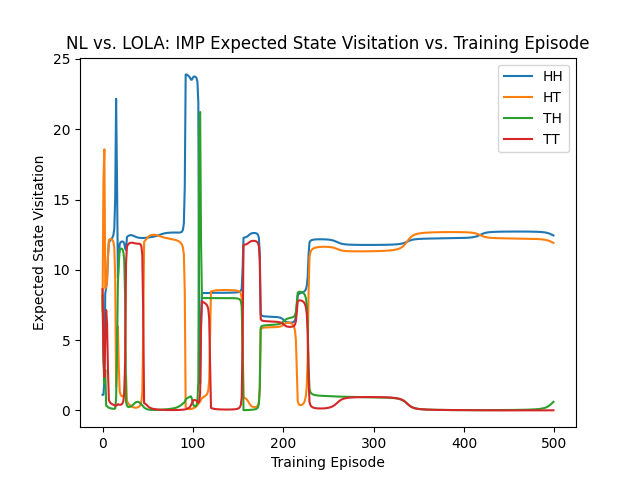 NL vs. LOLA: IMP Expected State Visitation vs. Training Episode
Expected State Visitation
25
20
15
10
5
0
HH
HT
TH
TT
0 100 200 300 400 500
Training Episode